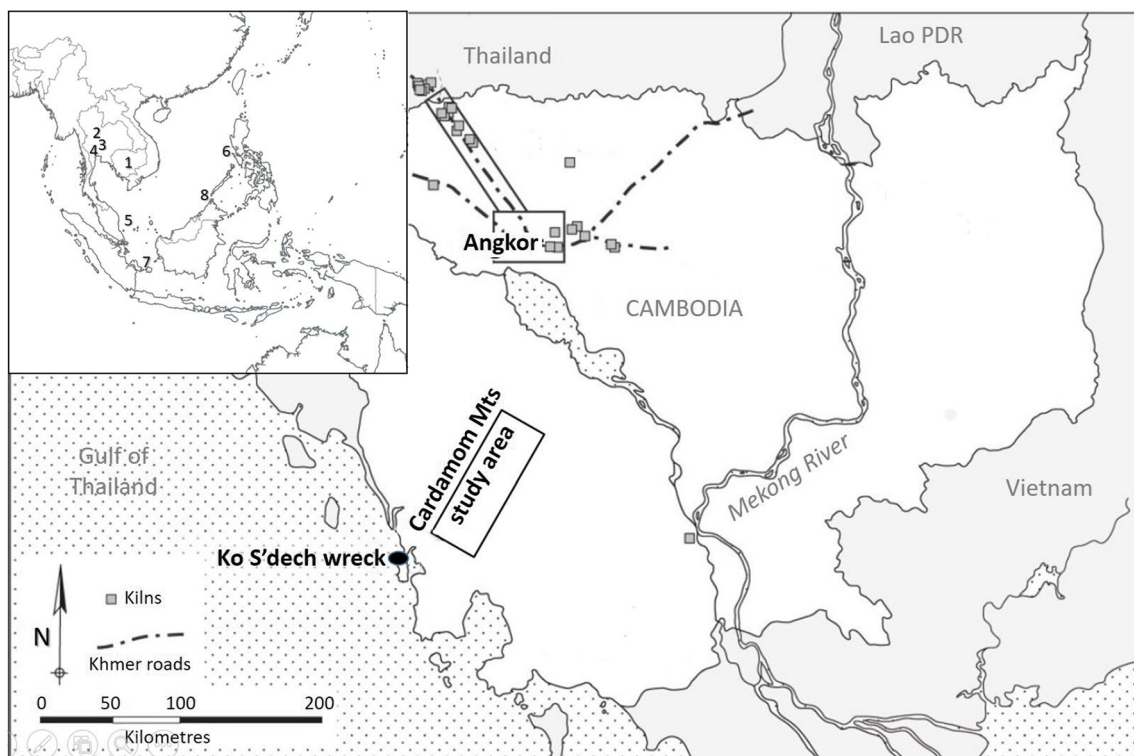 Thailand
Lao PDR
2
3
4
1
6
8
5
7
Angkor
CAMBODIA
Cardamom Mts
study area
Gulf of
Thailand
Mekong River
Vietnam
Ko S'dech wreck
Kilns
N
Khmer roads
0 50 100 200
Kilometres